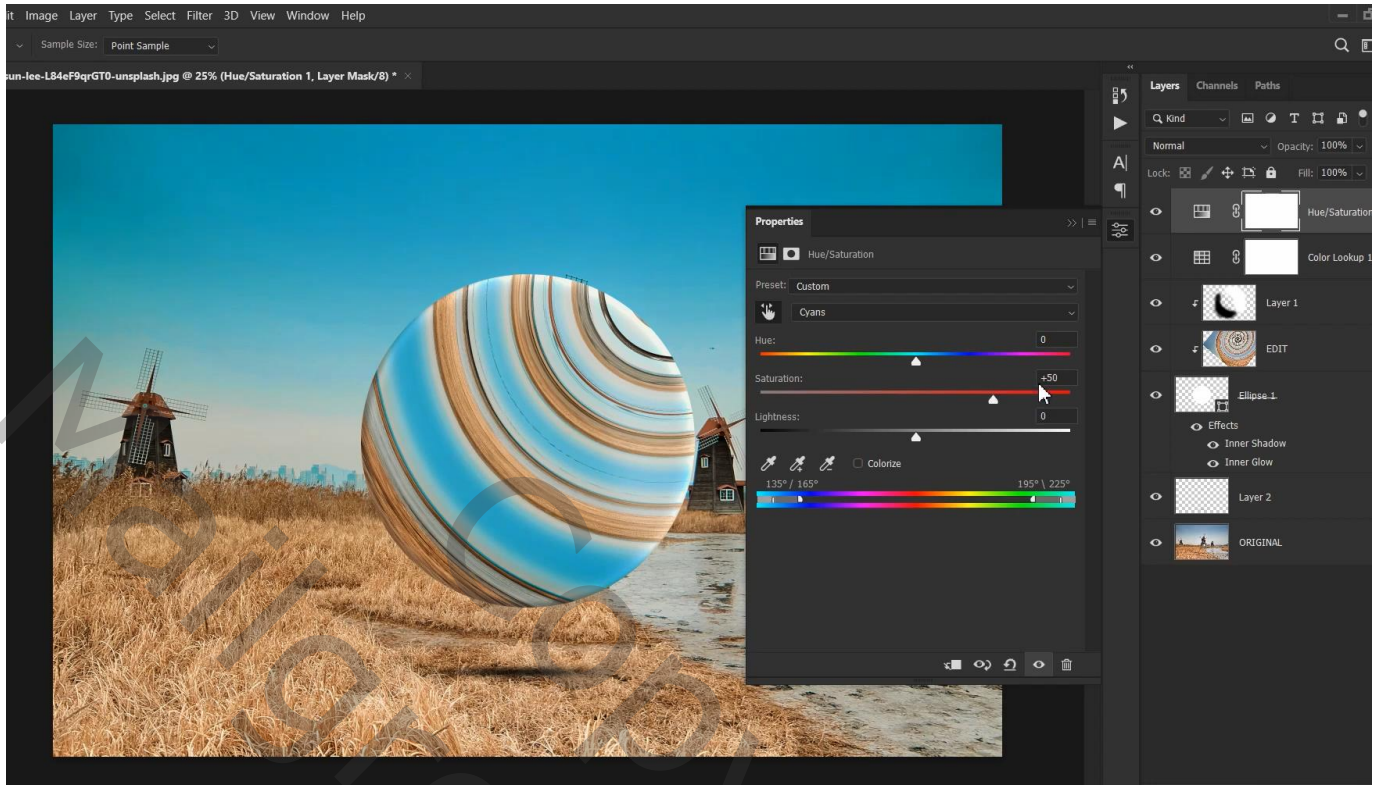 it Image Layer Type Select Filter 3D View Window Help
Sample Size: Point Sample
sun-lee-L84eF9qrGT0-unsplash.jpg @ 25% (Hue/Saturation 1, Layer Mask/8) *
Layers Channels Paths
Kind
Normal Opacity: 100%
Lock: Fill: 100%
Hue/Saturation
Color Lookup 1
Layer 1
EDIT
Ellipse 1
Effects
Inner Shadow
Inner Glow
Layer 2
ORIGINAL
Properties
Hue/Saturation
Preset: Custom
Cyans
Hue: 0
Saturation: +50
Lightness: 0
Colorize
135° / 165° 195° \ 225°